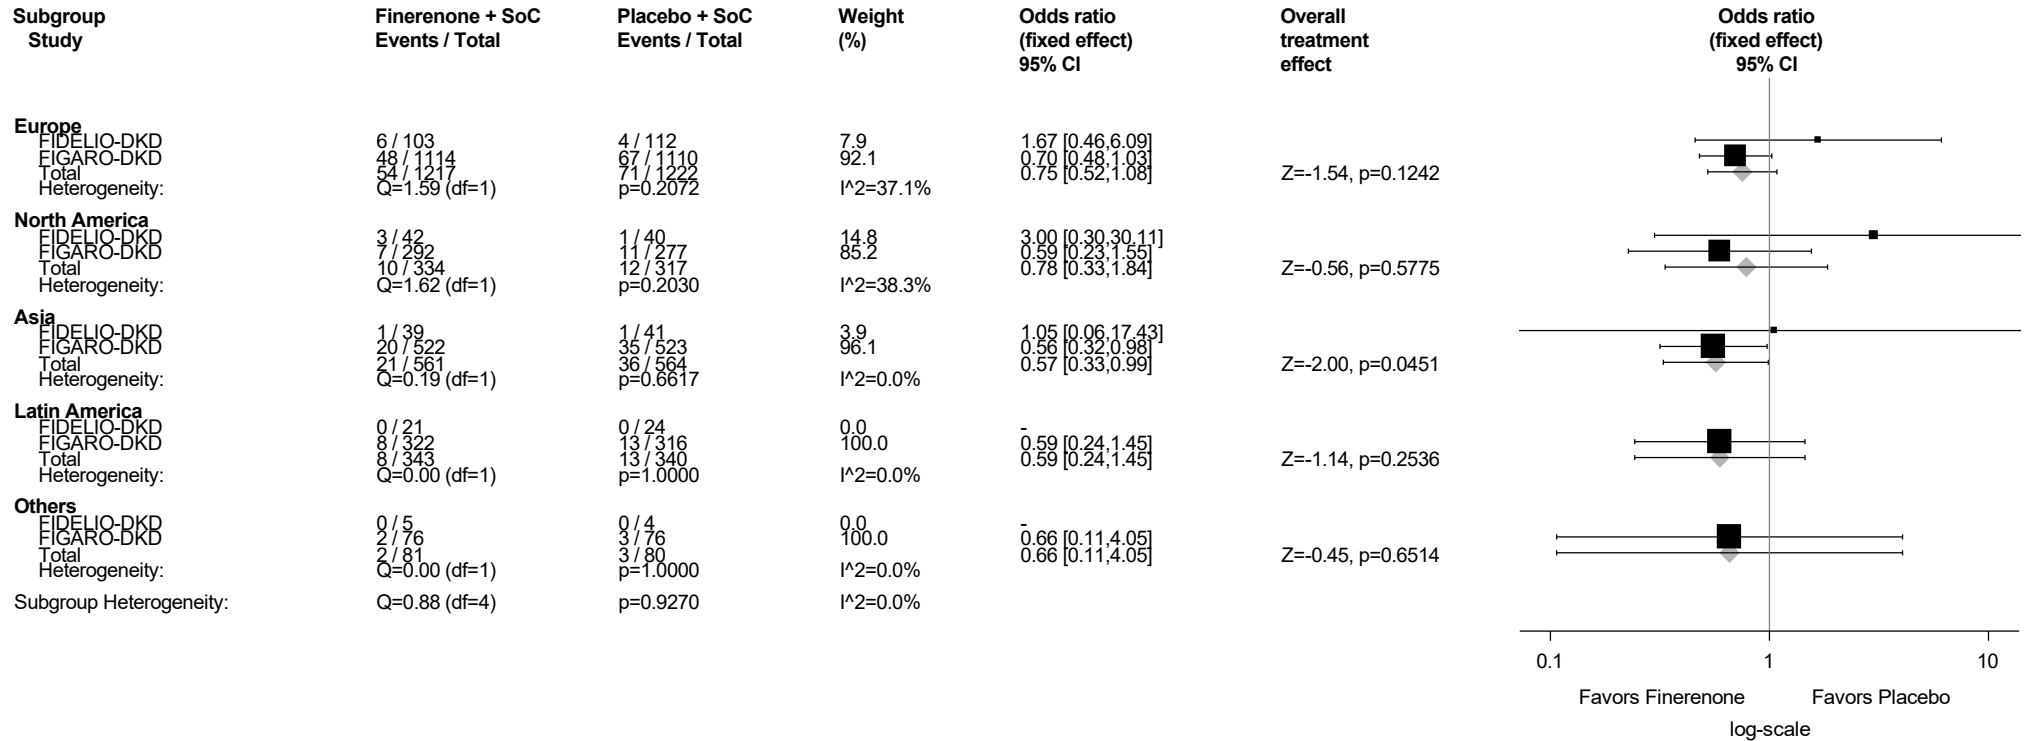 Subgroup Finerenone + SoC Placebo + SoC Weight Odds ratio Overall Odds ratio
Study Events / Total Events / Total (%) (fixed effect) treatment (fixed effect)
95% CI effect 95% CI
Europe
FIDELIO-DKD 6 / 103 4 / 112 7.9 1.67 [0.46,6.09]
FIGARO-DKD 48 / 1114 67 / 1110 92.1 0.70 [0.48,1.03]
Total 54 / 1217 71 / 1222 0.75 [0.52,1.08] Z=-1.54, p=0.1242
Heterogeneity: Q=1.59 (df=1) p=0.2072 I^2=37.1%
North America
FIDELIO-DKD 3 / 42 1 / 40 14.8 3.00 [0.30,30.11]
FIGARO-DKD 7 / 292 11 / 277 85.2 0.59 [0.23,1.55]
Total 10 / 334 12 / 317 0.78 [0.33,1.84] Z=-0.56, p=0.5775
Heterogeneity: Q=1.62 (df=1) p=0.2030 I^2=38.3%
Asia
FIDELIO-DKD 1 / 39 1 / 41 3.9 1.05 [0.06,17.43]
FIGARO-DKD 20 / 522 35 / 523 96.1 0.56 [0.32,0.98]
Total 21 / 561 36 / 564 0.57 [0.33,0.99] Z=-2.00, p=0.0451
Heterogeneity: Q=0.19 (df=1) p=0.6617 I^2=0.0%
Latin America
FIDELIO-DKD 0 / 21 0 / 24 0.0 -
FIGARO-DKD 8 / 322 13 / 316 100.0 0.59 [0.24,1.45]
Total 8 / 343 13 / 340 0.59 [0.24,1.45] Z=-1.14, p=0.2536
Heterogeneity: Q=0.00 (df=1) p=1.0000 I^2=0.0%
Others
FIDELIO-DKD 0 / 5 0 / 4 0.0 -
FIGARO-DKD 2 / 76 3 / 76 100.0 0.66 [0.11,4.05]
Total 2 / 81 3 / 80 0.66 [0.11,4.05] Z=-0.45, p=0.6514
Heterogeneity: Q=0.00 (df=1) p=1.0000 I^2=0.0%
Subgroup Heterogeneity: Q=0.88 (df=4) p=0.9270 I^2=0.0%
0.1 1 10
Favors Finerenone Favors Placebo
log-scale